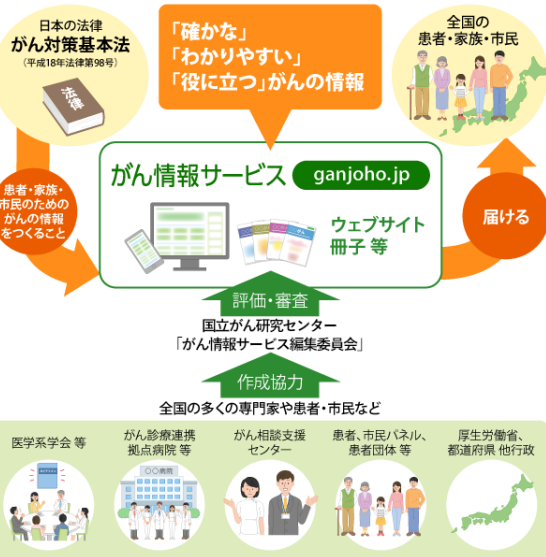 日本の法律
がん対策基本法
(平成18年法律第98号)
法律
「確かな」
「わかりやすい」
「役に立つ」がんの情報
全国の
患者・家族・市民
患者・家族・
市民のための
がんの情報
をつくること
がん情報サービス ganjoho.jp
ウェブサイト
冊子 等
届ける
評価・審査
国立がん研究センター
「がん情報サービス編集委員会」
作成協力
全国の多くの専門家や患者・市民など
医学系学会 等
がん診療連携
拠点病院 等
〇〇病院
がん相談支援
センター
患者、市民パネル、
患者団体 等
厚生労働省、
都道府県 他行政